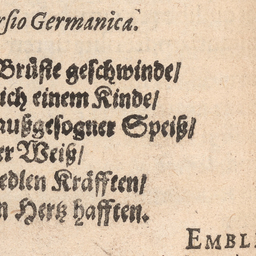 rsio Germanica.
Brüste geschwinde/
ich einem Kinde/
außgesogner Speiß/
er Weiß/
edlen Kräfften/
n Hertz hafften.
EMBL